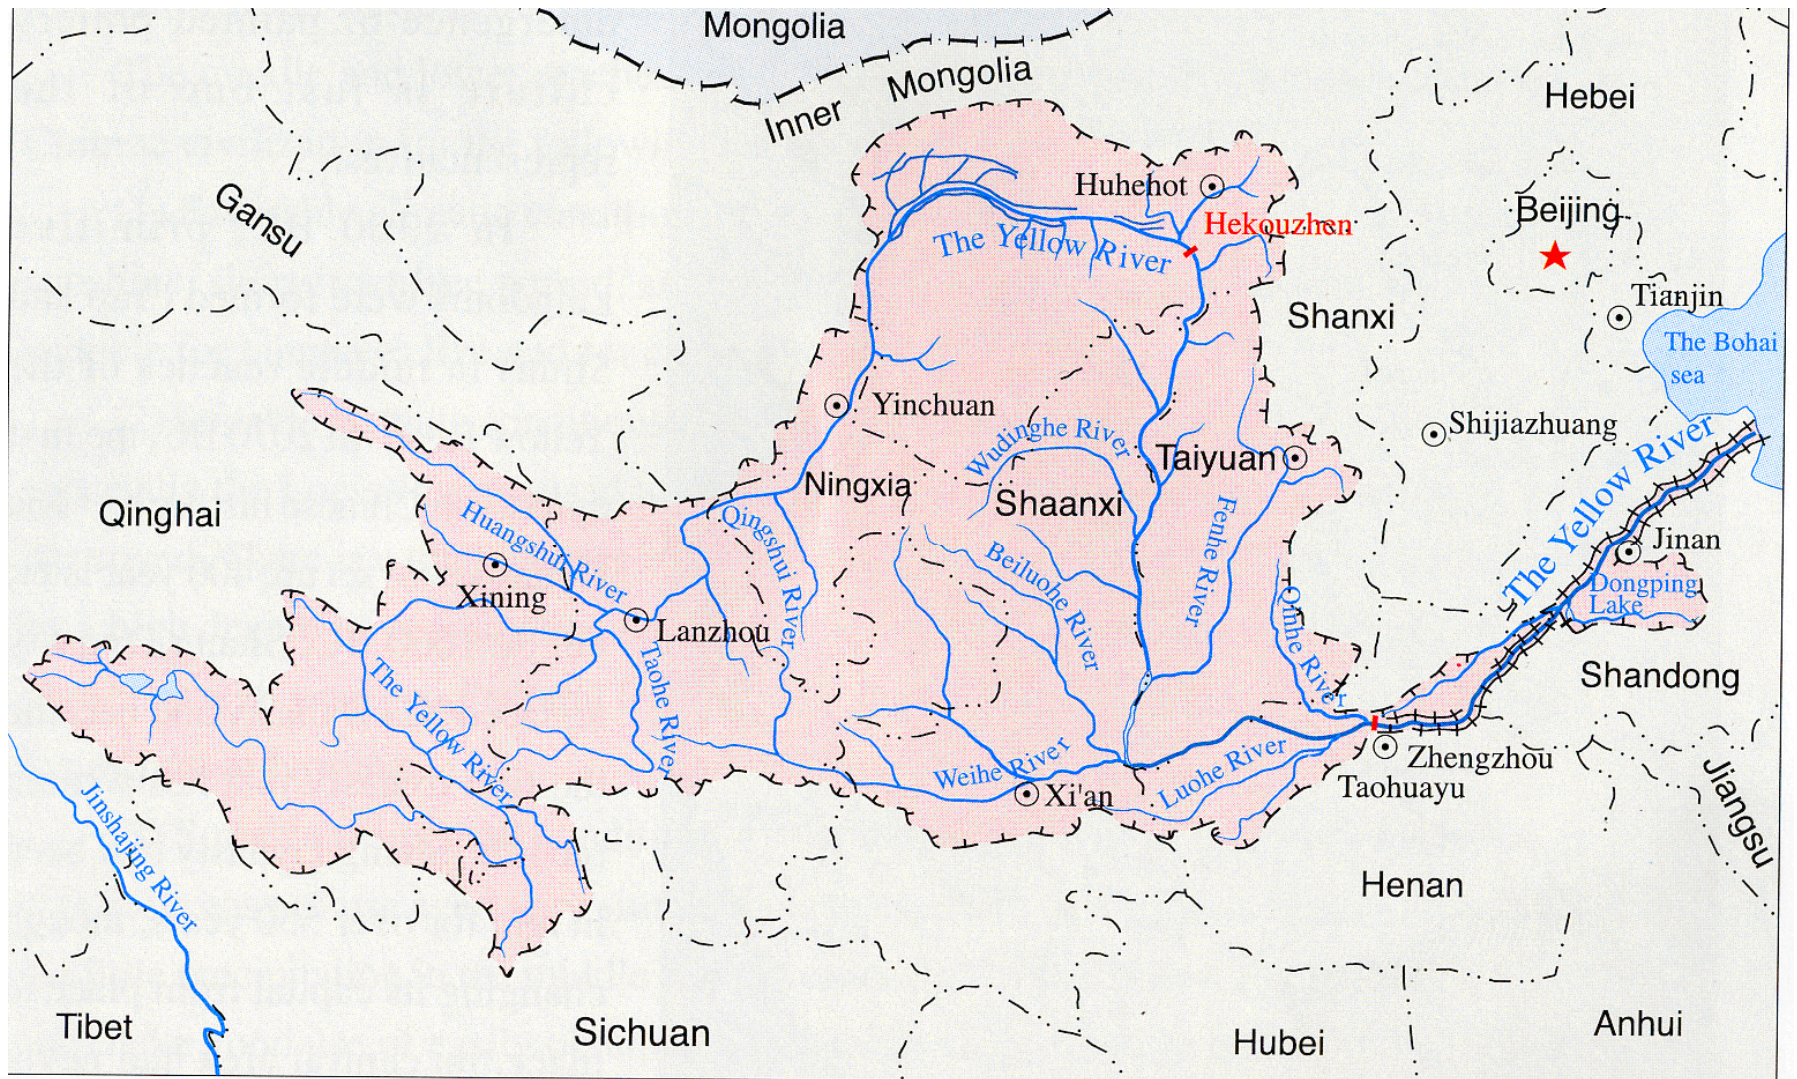 Mongolia
Inner Mongolia
Hebei
Gansu
Huhehot
Hekouzhen
Beijing
The Yellow River
Tianjin
Shanxi
The Bohai
sea
Yinchuan
Shijiazhuang
Wudinghe River
Taiyuan
Ningxia
Shaanxi
Qinghai
Huangshui River
Qingshui River
Fenhe River
The Yellow River
Jinan
Beiluohe River
Xining
Dongping
Lake
Lanzhou
Qinhe River
Taohe River
The Yellow River
Shandong
Weihe River
Luohe River
Zhengzhou
Taohuayu
Xi'an
Jinshajing River
Jiangsu
Henan
Tibet
Sichuan
Hubei
Anhui